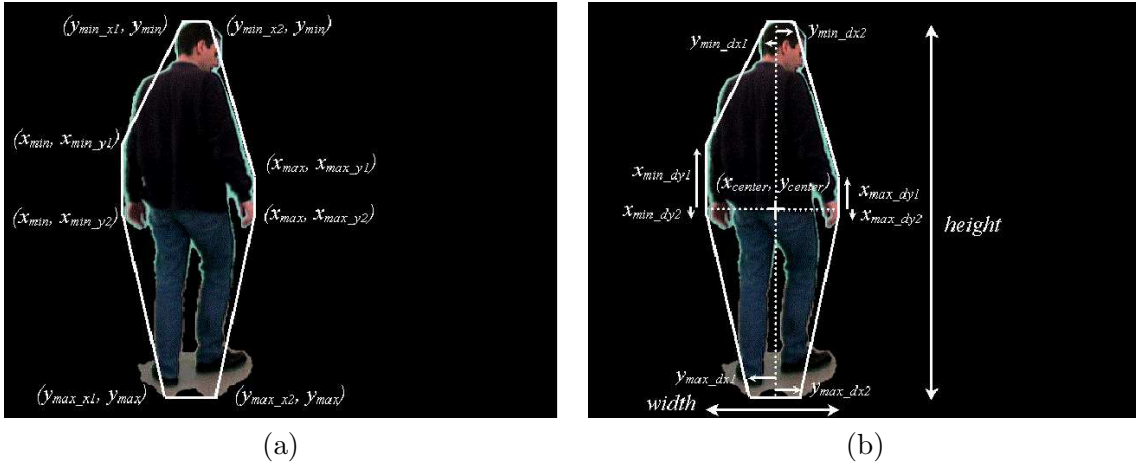 (y_min_x1, y_min) (y_min_x2, y_min)
(x_min, x_min_y1)
(x_max, x_max_y1)
(x_min, x_min_y2) (x_max, x_max_y2)
(y_max_x1, y_max) (y_max_x2, y_max)
(a)
y_min_dx1 y_min_dx2
x_min_dy1 (x_center, y_center) x_max_dy1
x_min_dy2 x_max_dy2
height
y_max_dx1 y_max_dx2
width
(b)